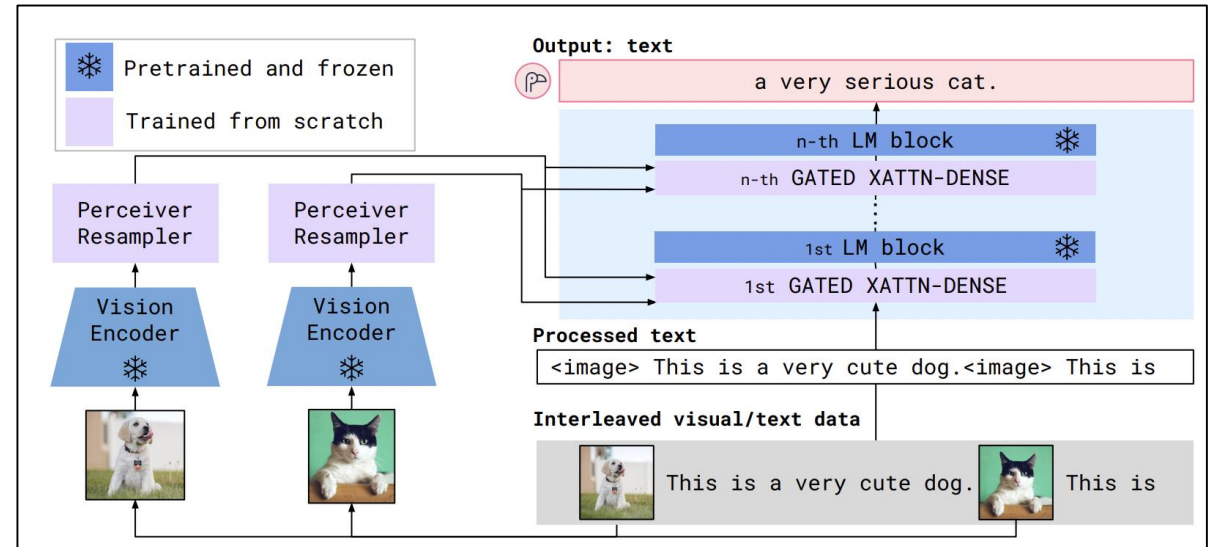 Pretrained and frozen
Trained from scratch
Output: text
a very serious cat.
n-th LM block
n-th GATED XATTN-DENSE
1st LM block
1st GATED XATTN-DENSE
Perceiver
Resampler
Perceiver
Resampler
Vision
Encoder
Vision
Encoder
Processed text
<image> This is a very cute dog.<image> This is
Interleaved visual/text data
This is a very cute dog.
This is